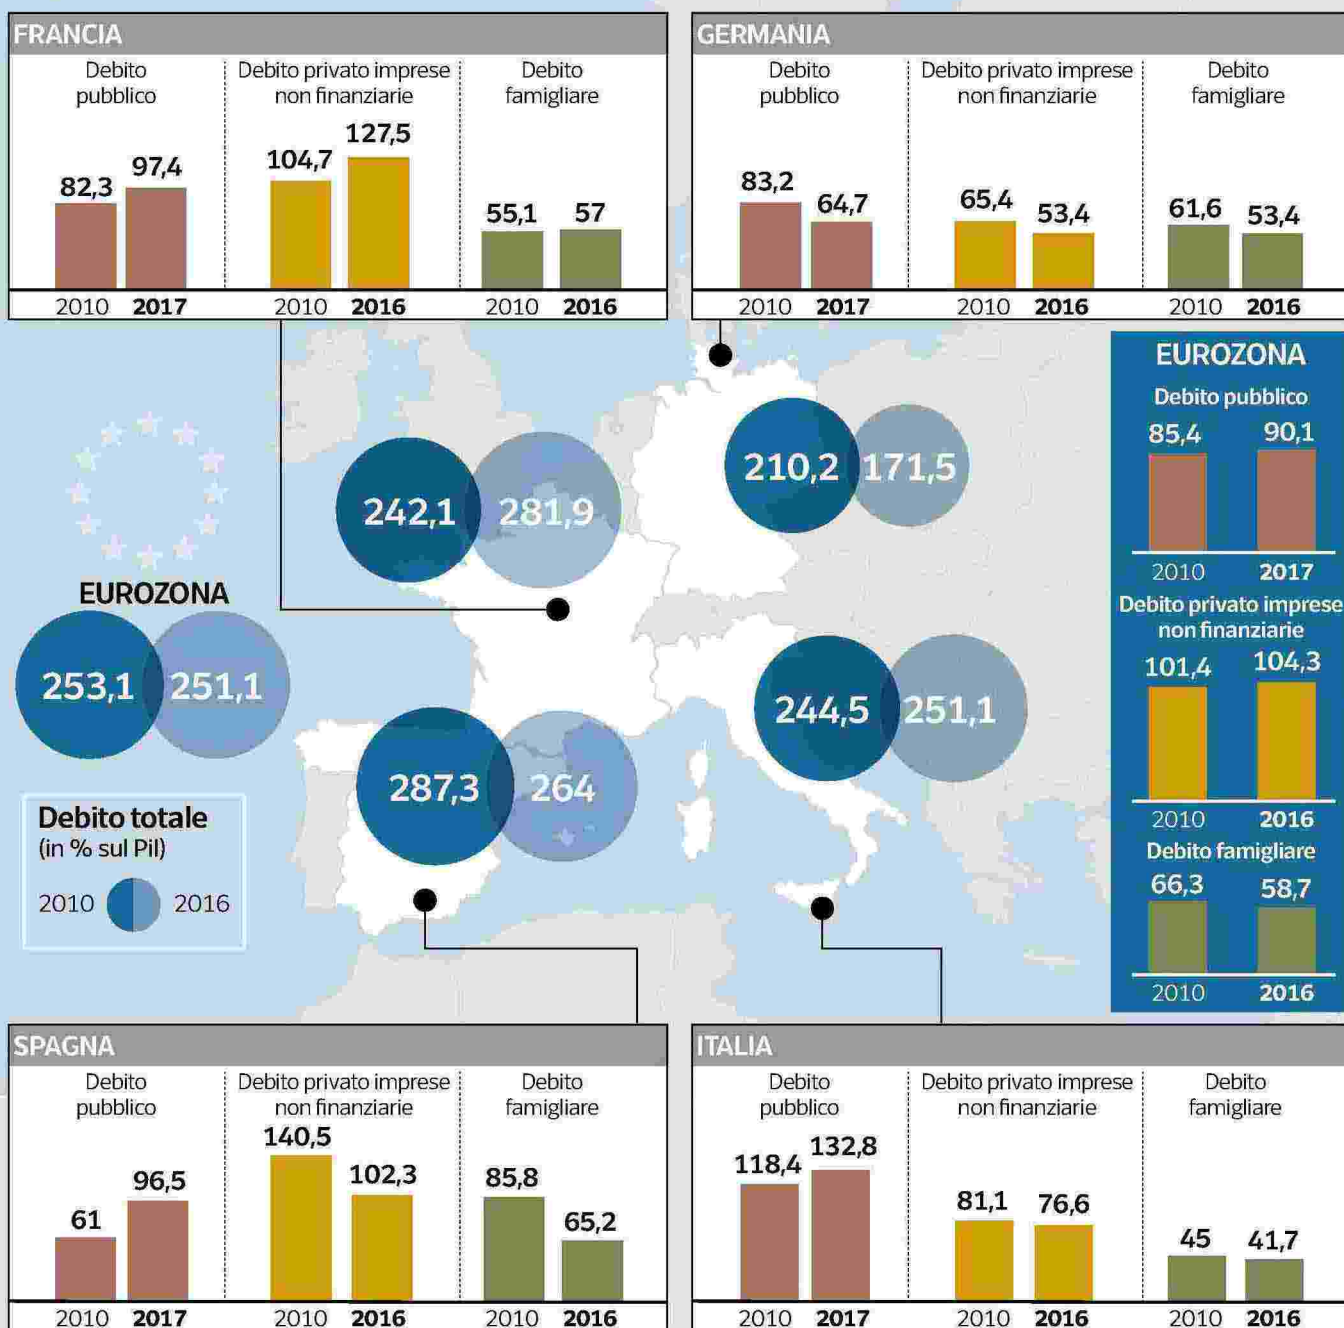 FRANCIA
Debito
pubblico
82,3
97,4
2010 2017
Debito privato imprese
non finanziarie
104,7
127,5
2010 2016
Debito
famigliare
55,1
57
2010 2016
GERMANIA
Debito
pubblico
83,2
64,7
2010 2017
Debito privato imprese
non finanziarie
65,4
53,4
2010 2016
Debito
famigliare
61,6
53,4
2010 2016
242,1 281,9
210,2 171,5
EUROZONA
253,1 251,1
287,3 264
244,5 251,1
Debito totale
(in % sul Pil)
2010 2016
EUROZONA
Debito pubblico
85,4
90,1
2010 2017
Debito privato imprese
non finanziarie
101,4
104,3
2010 2016
Debito famigliare
66,3
58,7
2010 2016
SPAGNA
Debito
pubblico
61
96,5
2010 2017
Debito privato imprese
non finanziarie
140,5
102,3
2010 2016
Debito
famigliare
85,8
65,2
2010 2016
ITALIA
Debito
pubblico
118,4
132,8
2010 2017
Debito privato imprese
non finanziarie
81,1
76,6
2010 2016
Debito
famigliare
45
41,7
2010 2016